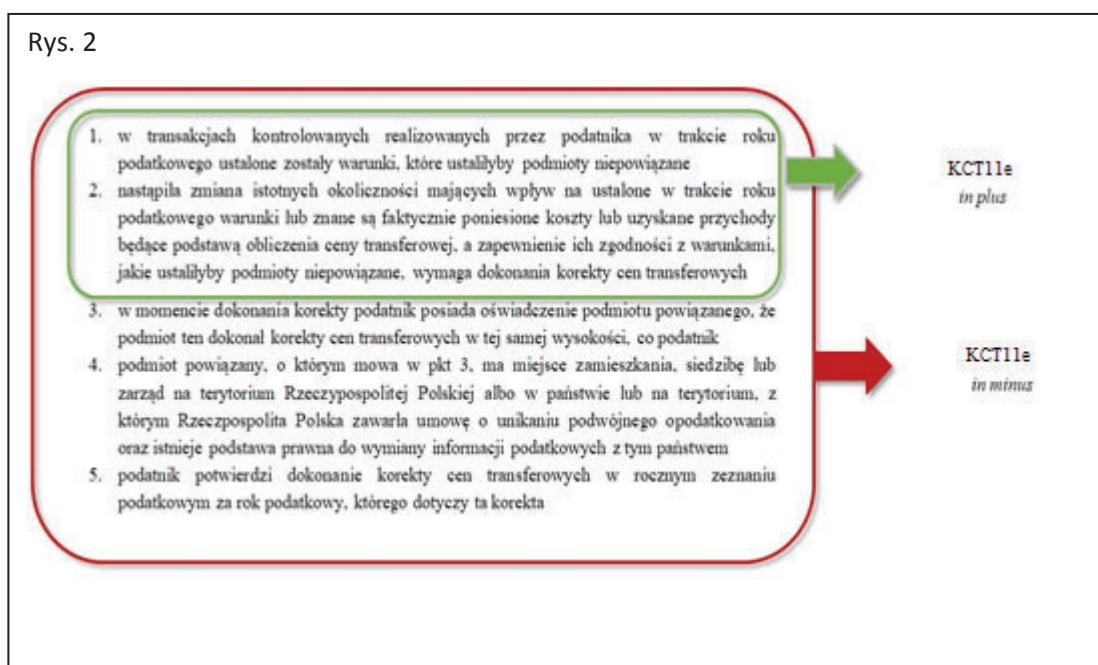 Rys. 2
1. w transakcjach kontrolowanych realizowanych przez podatnika w trakcie roku
podatkowego ustalone zostały warunki, które ustaliłyby podmioty niepowiązane
2. nastąpiła zmiana istotnych okoliczności mających wpływ na ustalone w trakcie roku
podatkowego warunki lub znane są faktycznie poniesione koszty lub uzyskane przychody
będące podstawą obliczenia ceny transferowej, a zapewnienie ich zgodności z warunkami,
jakie ustaliłyby podmioty niepowiązane, wymaga dokonania korekty cen transferowych
KCT11e
in plus
3. w momencie dokonania korekty podatnik posiada oświadczenie podmiotu powiązanego, że
podmiot ten dokonał korekty cen transferowych w tej samej wysokości, co podatnik
4. podmiot powiązany, o którym mowa w pkt 3, ma miejsce zamieszkania, siedzibę lub
zarząd na terytorium Rzeczypospolitej Polskiej albo w państwie lub na terytorium, z
którym Rzeczpospolita Polska zawarła umowę o unikaniu podwójnego opodatkowania
oraz istnieje podstawa prawna do wymiany informacji podatkowych z tym państwem
5. podatnik potwierdzi dokonanie korekty cen transferowych w rocznym zeznaniu
podatkowym za rok podatkowy, którego dotyczy ta korekta
KCT11e
in minus